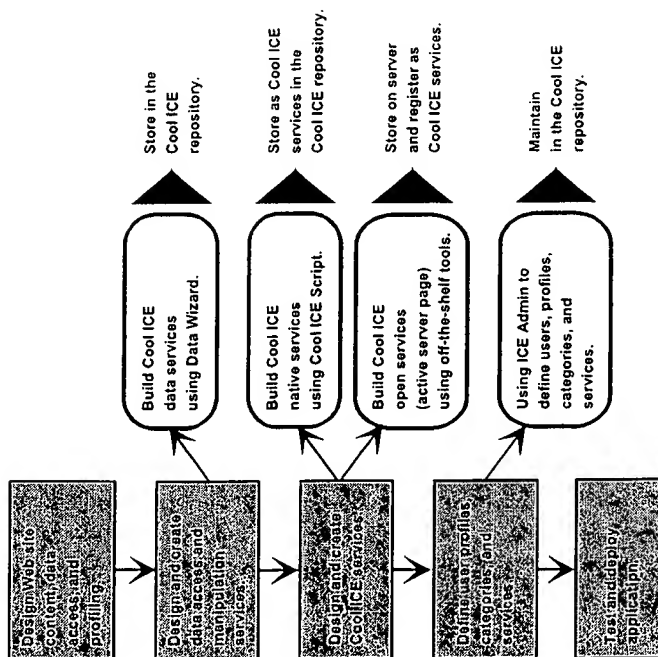 Design Web site
content, data
access, and
profiling.
Design and create
data access and
manipulation
services.
Build Cool ICE
data services
using Data Wizard.
Store in the
Cool ICE
repository.
Design and create
Cool ICE services.
Build Cool ICE
native services
using Cool ICE Script.
Store as Cool ICE
services in the
Cool ICE repository.
Build Cool ICE
open services
(active server page)
using off-the-shelf tools.
Store on server
and register as
Cool ICE services.
Define user profiles
categories, and
services
Using ICE Admin to
define users, profiles,
categories, and
services.
Maintain
in the Cool ICE
repository.
Test and deploy
application.